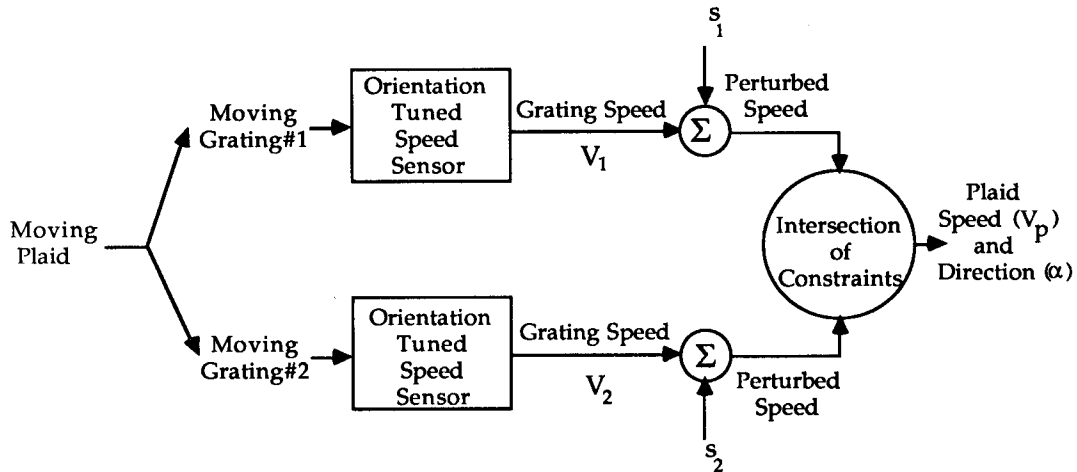 Moving
Plaid
Moving
Grating#1
Orientation
Tuned
Speed
Sensor
Grating Speed
V1
s1
Σ
Perturbed
Speed
Moving
Grating#2
Orientation
Tuned
Speed
Sensor
Grating Speed
V2
Σ
s2
Perturbed
Speed
Intersection
of
Constraints
Plaid
Speed (Vp)
and
Direction (α)